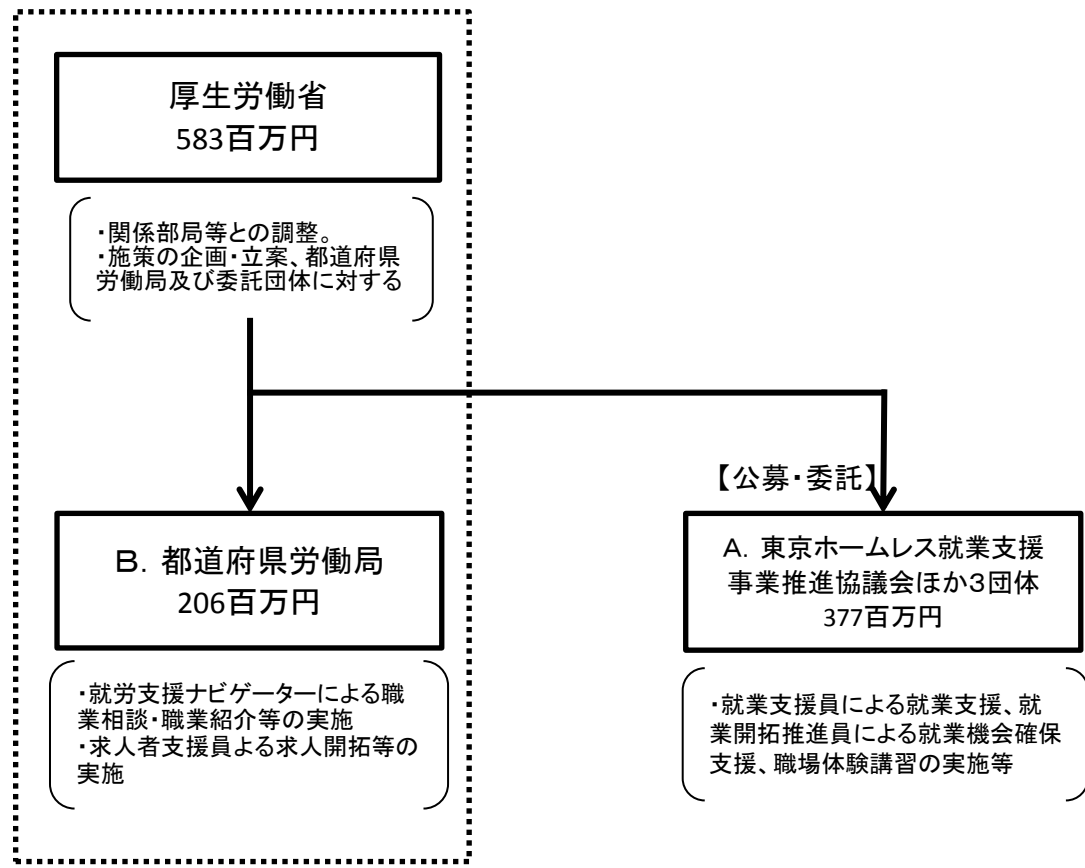 厚生労働省
583百万円
・関係部局等との調整。
・施策の企画・立案、都道府県
労働局及び委託団体に対する
【公募・委託】
B. 都道府県労働局
206百万円
・就労支援ナビゲーターによる職
業相談・職業紹介等の実施
・求人者支援員よる求人開拓等の
実施
A. 東京ホームレス就業支援
事業推進協議会ほか3団体
377百万円
・就業支援員による就業支援、就
業開拓推進員による就業機会確保
支援、職場体験講習の実施等